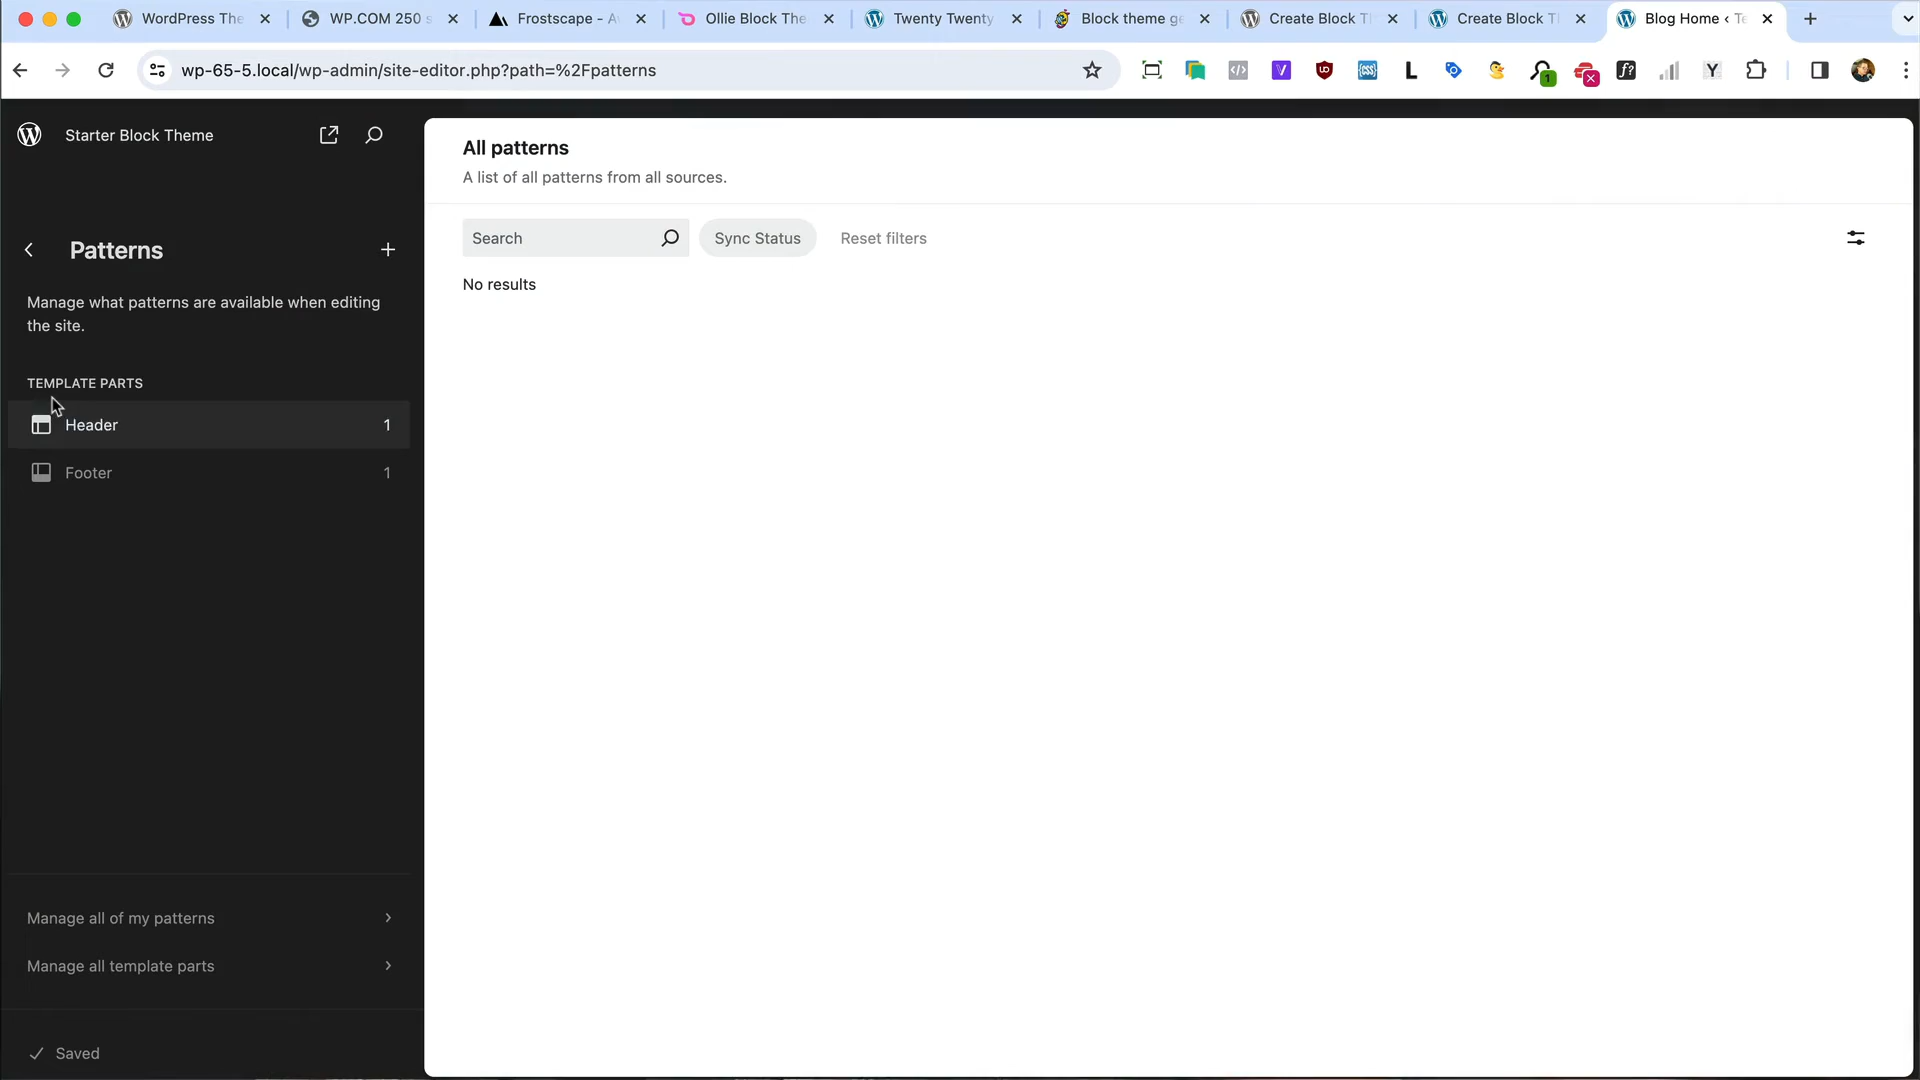 WordPress The
WP.COM 250 s
Frostscape - A
Ollie Block The
Twenty Twenty
Block theme ge
Create Block T
Create Block T
Blog Home ‹ Te
wp-65-5.local/wp-admin/site-editor.php?path=%2Fpatterns
Starter Block Theme
Patterns
Manage what patterns are available when editing
the site.
TEMPLATE PARTS
Header 1
Footer 1
Manage all of my patterns
Manage all template parts
Saved
All patterns
A list of all patterns from all sources.
Search
Sync Status
Reset filters
No results